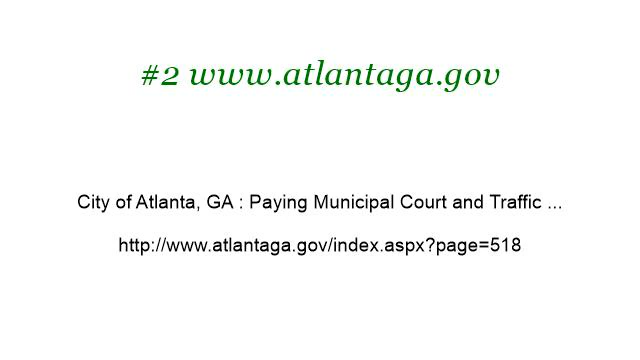 #2 www.atlantaga.gov
City of Atlanta, GA : Paying Municipal Court and Traffic ...
http://www.atlantaga.gov/index.aspx?page=518